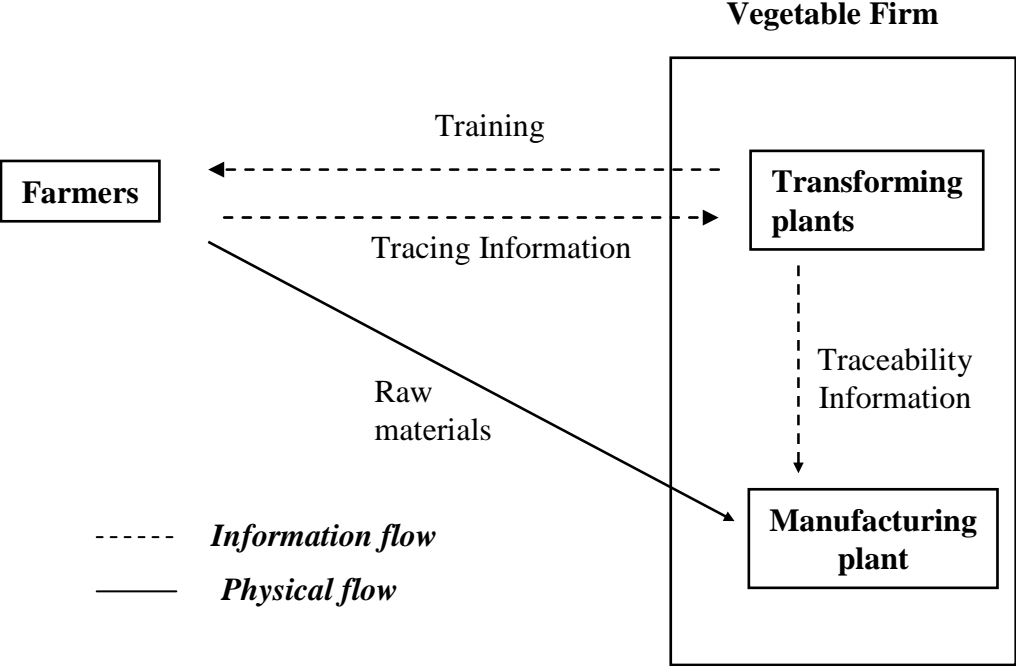 Vegetable Firm
Training
Farmers
Transforming
plants
Tracing Information
Traceability
Information
Raw
materials
Manufacturing
plant
Information flow
Physical flow